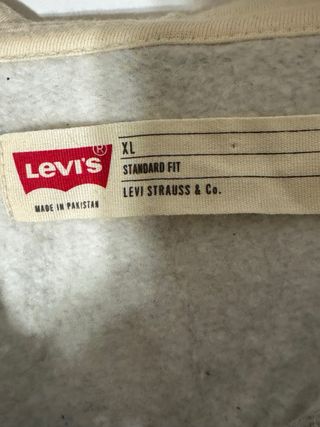 LEVI'S®
MADE IN PAKISTAN
XL
STANDARD FIT
LEVI STRAUSS & Co.